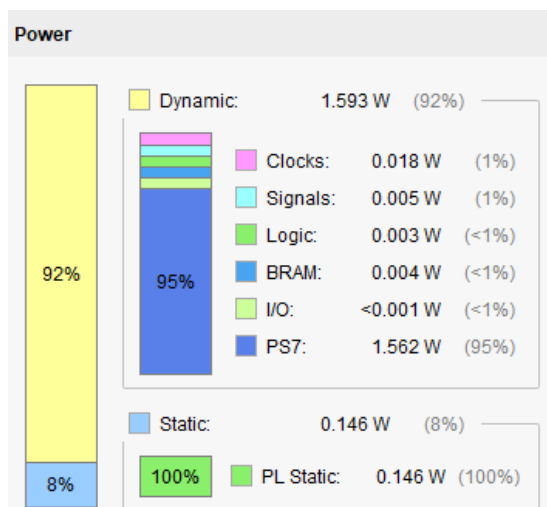 Power
Dynamic: 1.593 W (92%)
Clocks: 0.018 W (1%)
Signals: 0.005 W (1%)
Logic: 0.003 W (<1%)
92% 95% BRAM: 0.004 W (<1%)
I/O: <0.001 W (<1%)
PS7: 1.562 W (95%)
Static: 0.146 W (8%)
8% 100% PL Static: 0.146 W (100%)